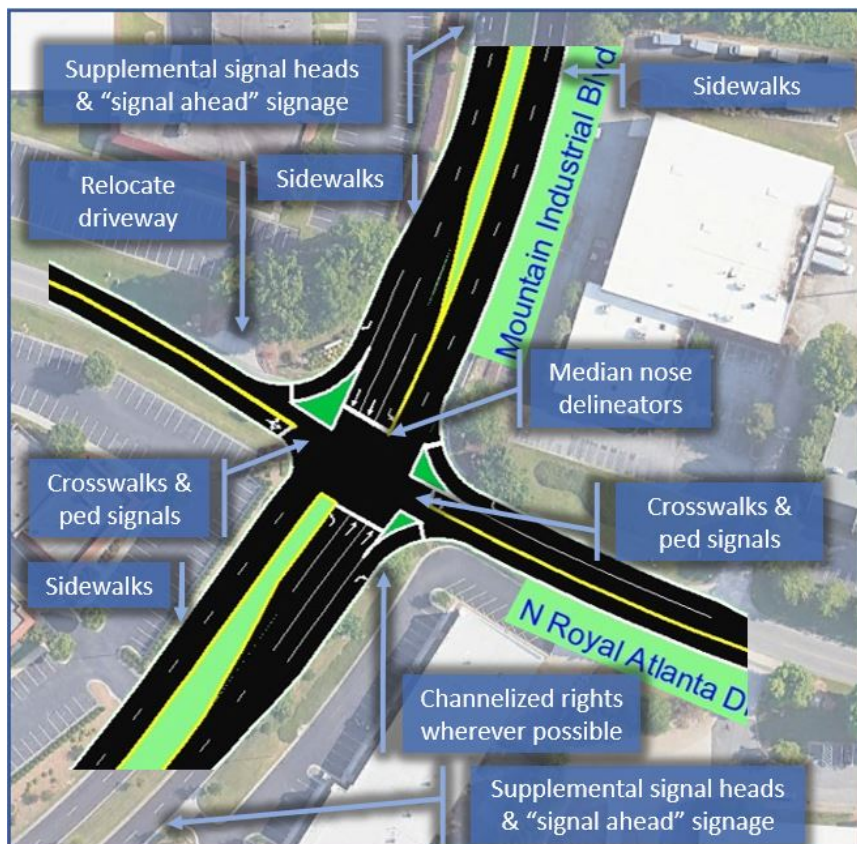 Supplemental signal heads
& “signal ahead” signage
Sidewalks
Sidewalks
Relocate
driveway
Mountain Industrial Blvd
Median nose
delineators
Crosswalks &
ped signals
Crosswalks &
ped signals
Sidewalks
N Royal Atlanta D
Channelized rights
wherever possible
Supplemental signal heads
& “signal ahead” signage